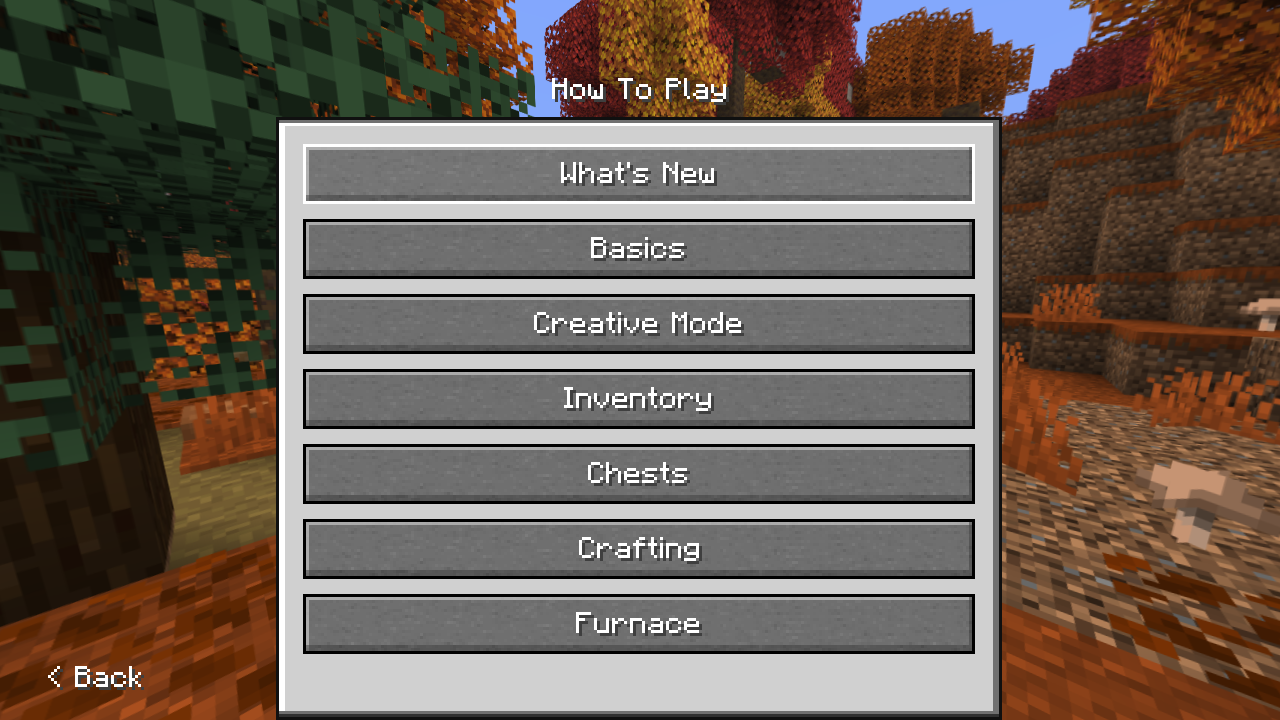 How To Play
What's New
Basics
Creative Mode
Inventory
Chests
Crafting
Furnace
< Back